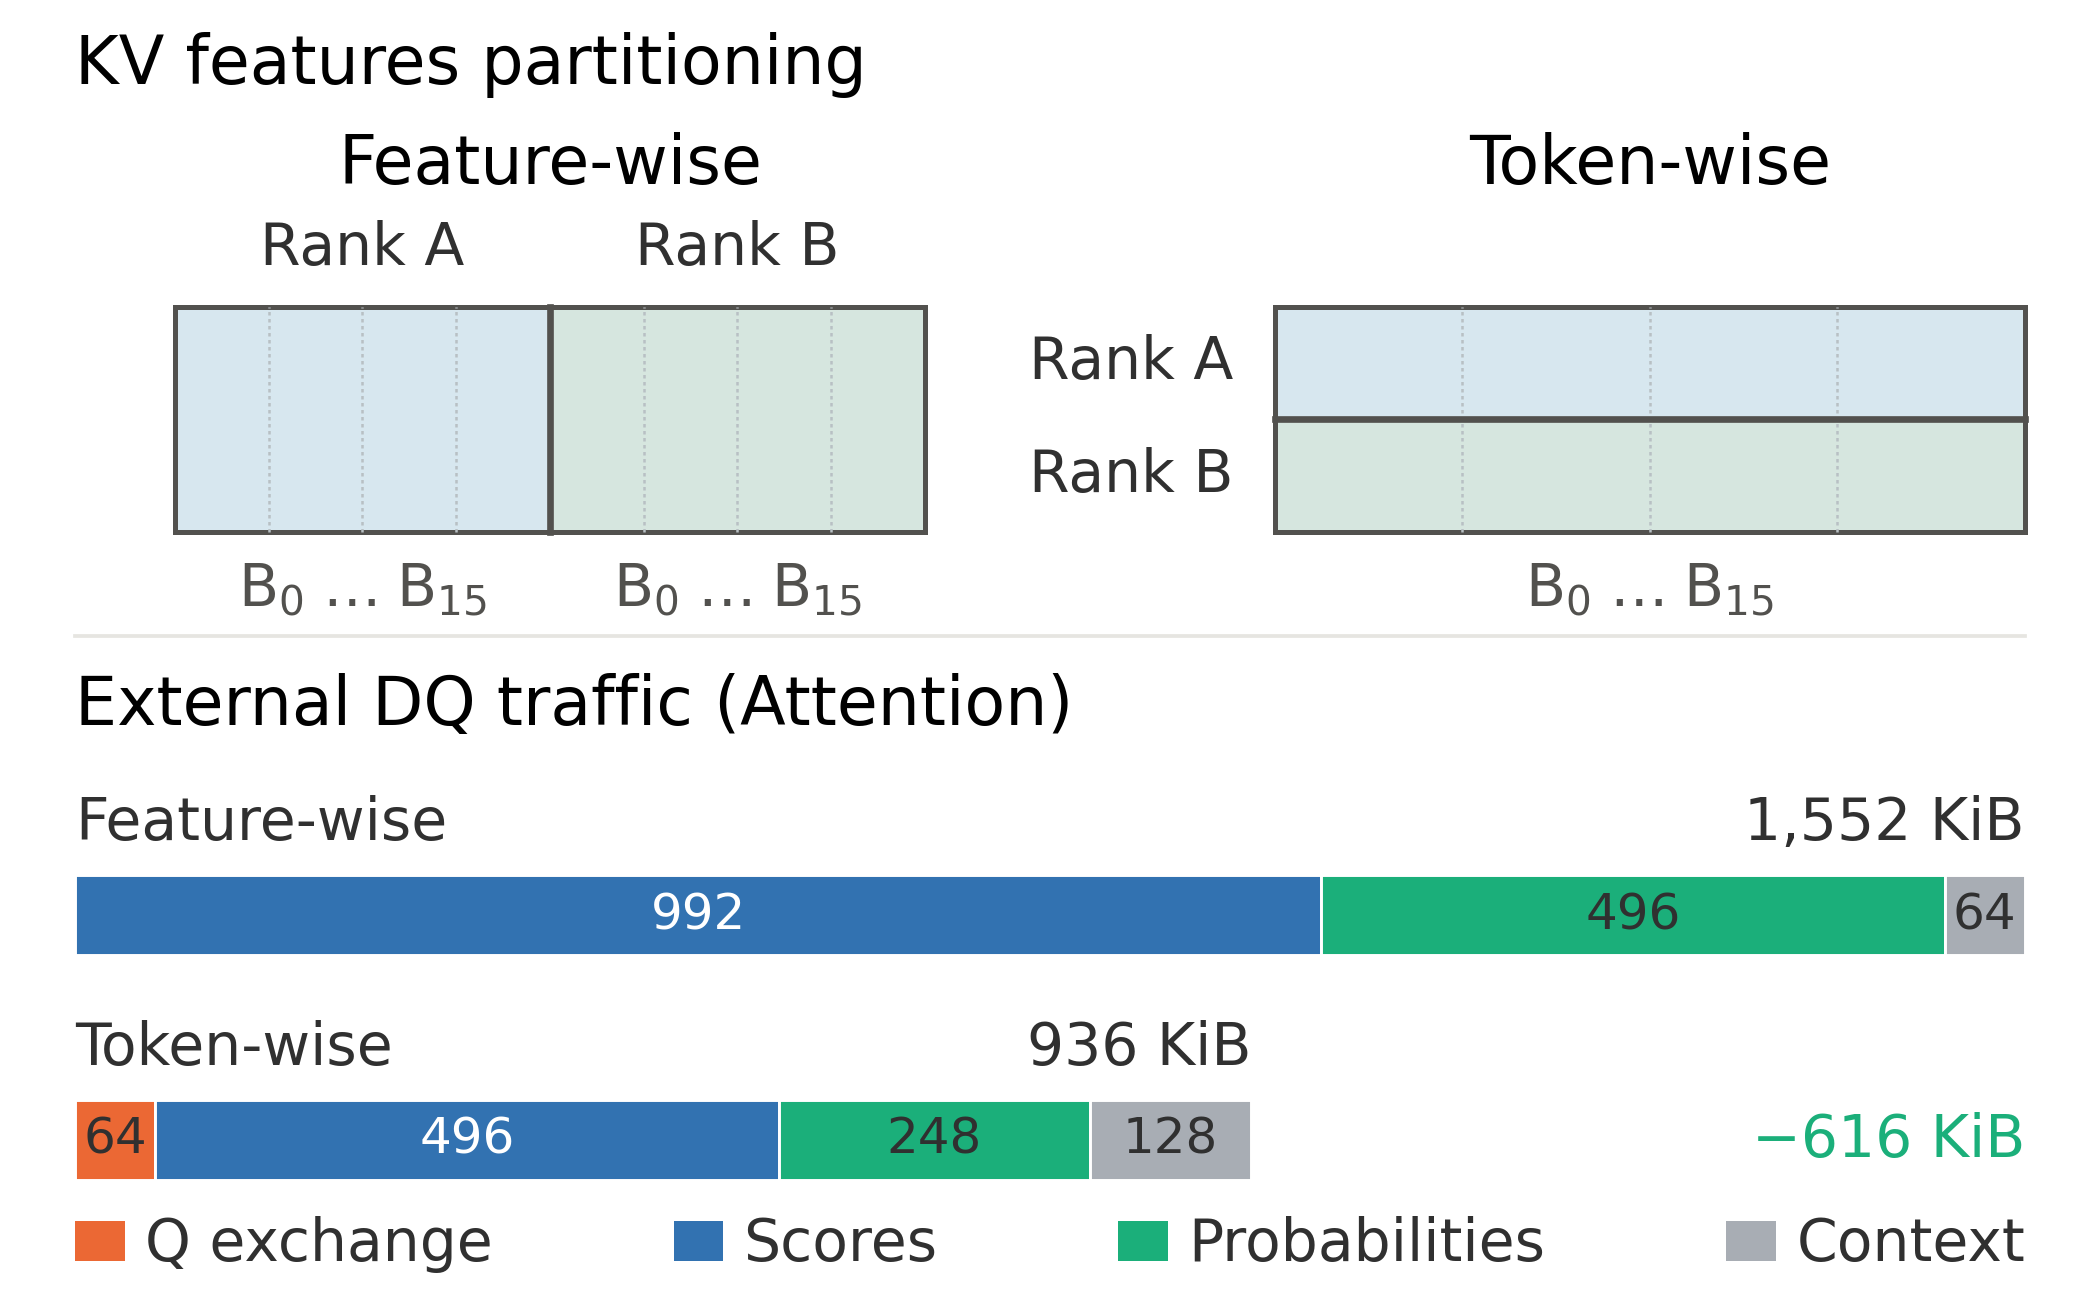 KV features partitioning
Feature-wise Token-wise
Rank A Rank B
Rank A
Rank B
B₀ … B₁₅ B₀ … B₁₅ B₀ … B₁₅
External DQ traffic (Attention)
Feature-wise 1,552 KiB
992 496 64
Token-wise 936 KiB
64 496 248 128 −616 KiB
Q exchange Scores Probabilities Context